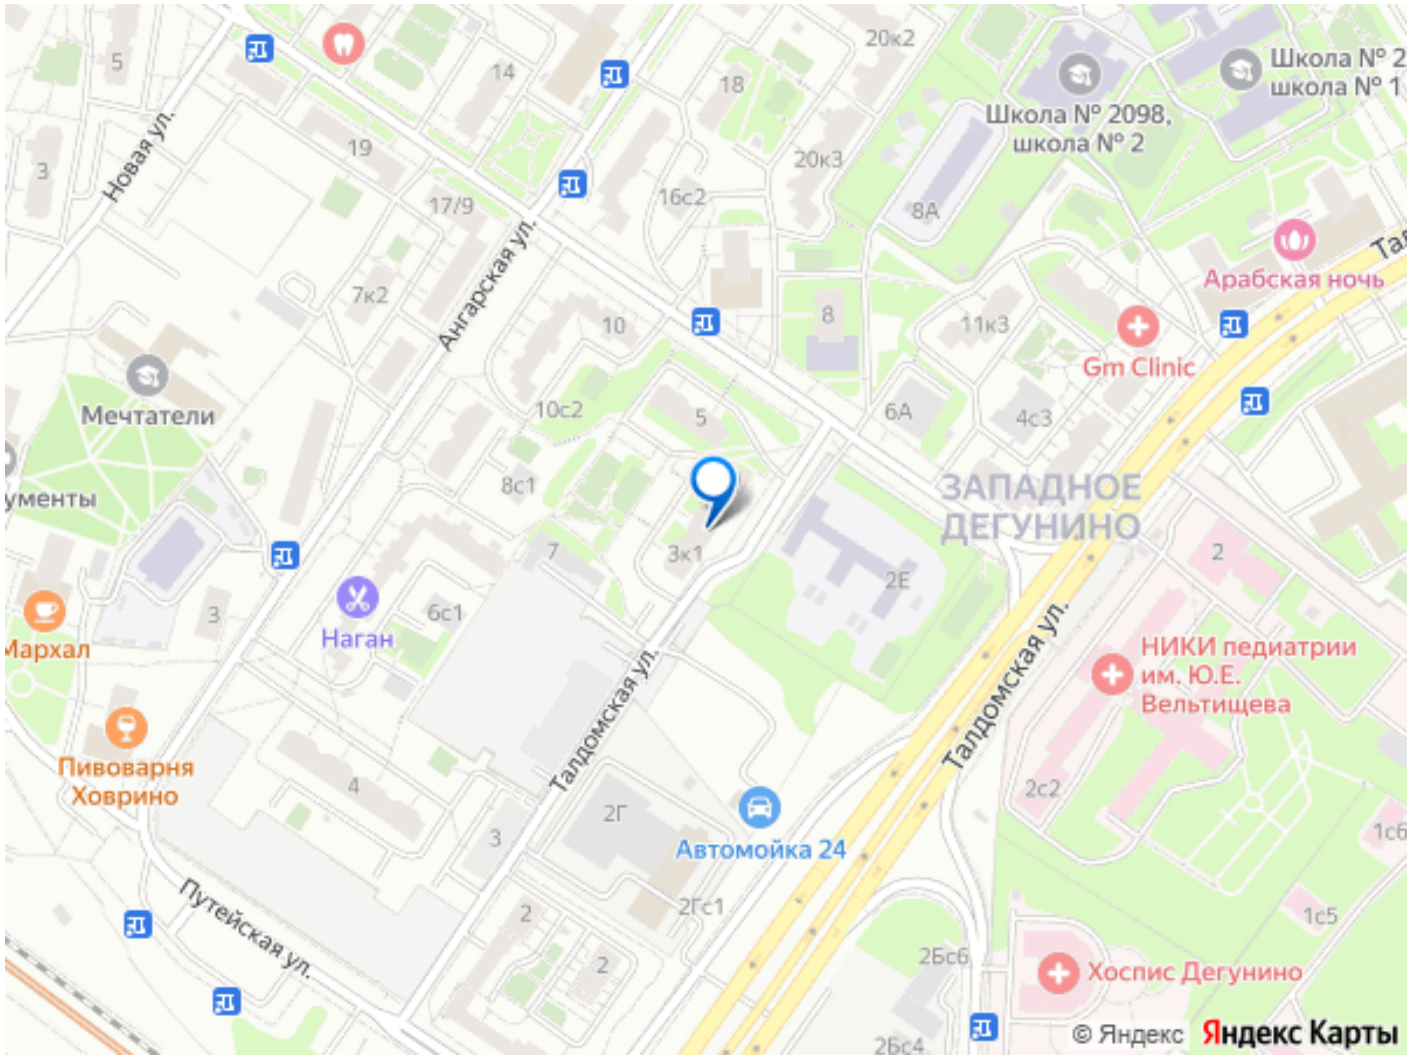 20к2
5
14
18
Школа № 2
школа № 1
Школа № 2098,
школа № 2
Новая ул.
19
20к3
3
17/9
16с2
8А
Ангарская ул.
Арабская ночь
7к2
10
8
11к3
Gm Clinic
Мечтатели
10с2
5
6А
4с3
ументы
8с1
ЗАПАДНОЕ
ДЕГУНИНО
7
3к1
2
2Е
Мархал
3
6с1
Наган
Талдомская ул.
НИКИ педиатрии
им. Ю.Е.
Вельтищева
Талдомская ул.
Пивоварня
Ховрино
4
2с2
2Г
3
Автомойка 24
1с6
Путейская ул.
2
2Гс1
1с5
2
2Бс6
Хоспис Дегунино
2Бс4
© Яндекс Яндекс Карты